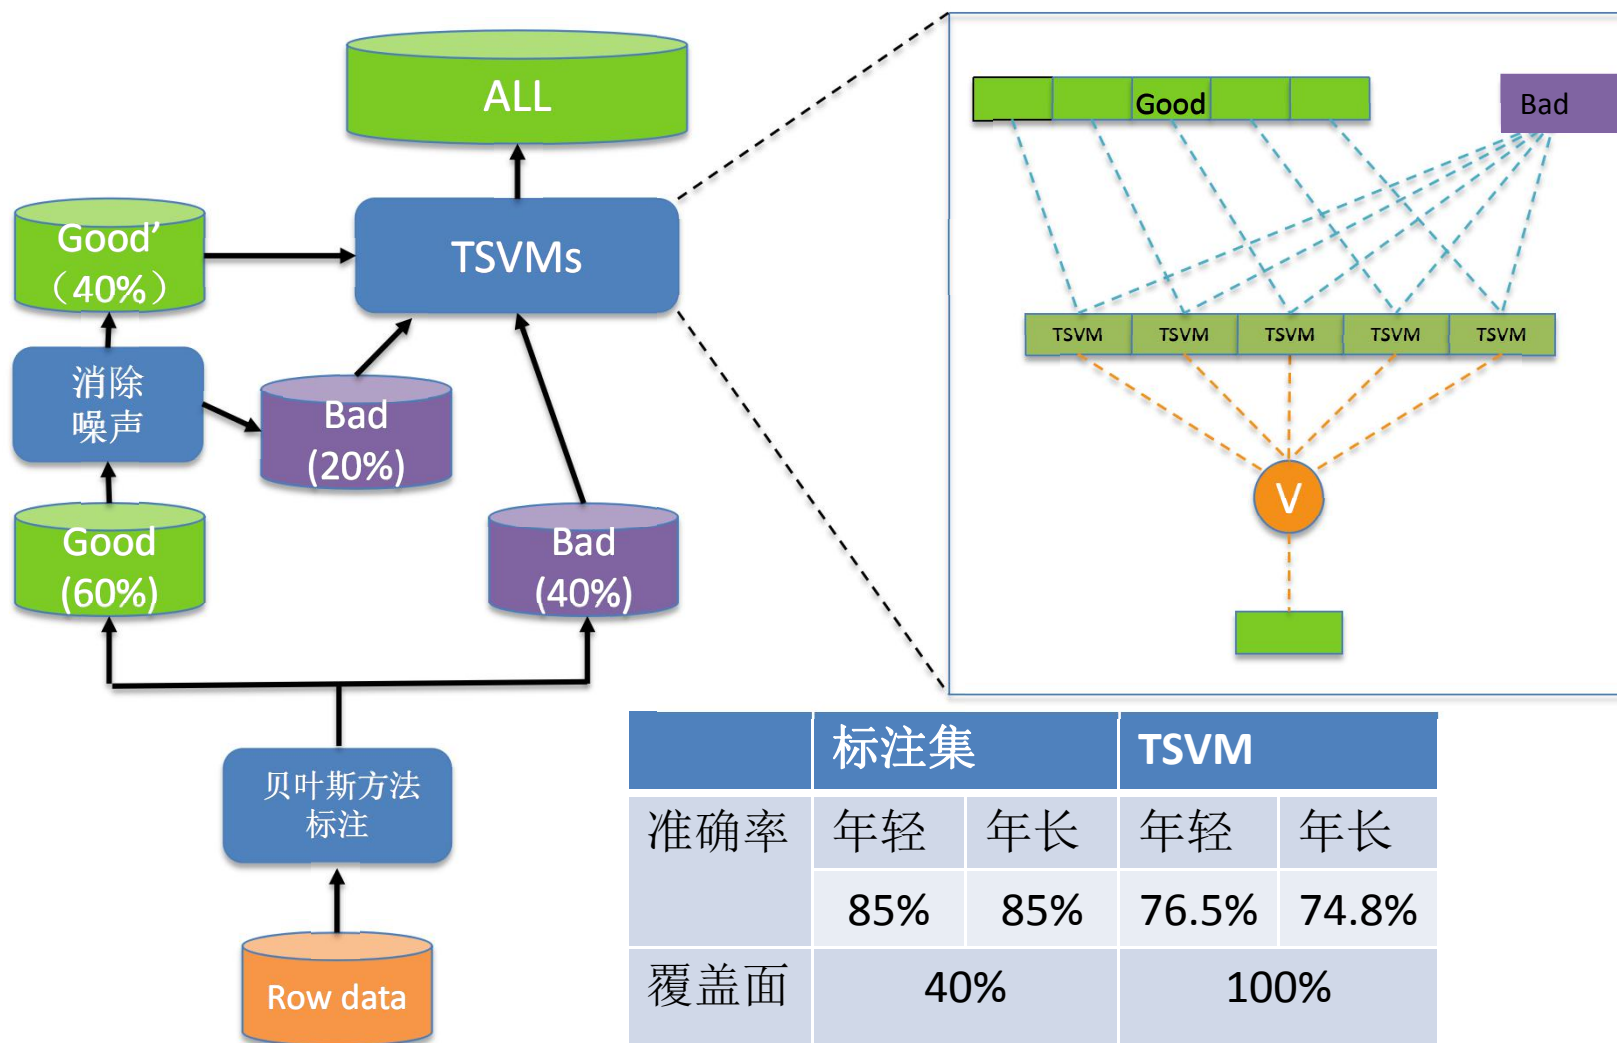 ALL
Good’
（40%）
TSVMs
消除
噪声
Bad
(20%)
Good
(60%)
Bad
(40%)
贝叶斯方法
标注
Row data
Good
Bad
TSVM TSVM TSVM TSVM TSVM
V
标注集 TSVM
准确率 年轻 年长 年轻 年长
85% 85% 76.5% 74.8%
覆盖面 40% 100%